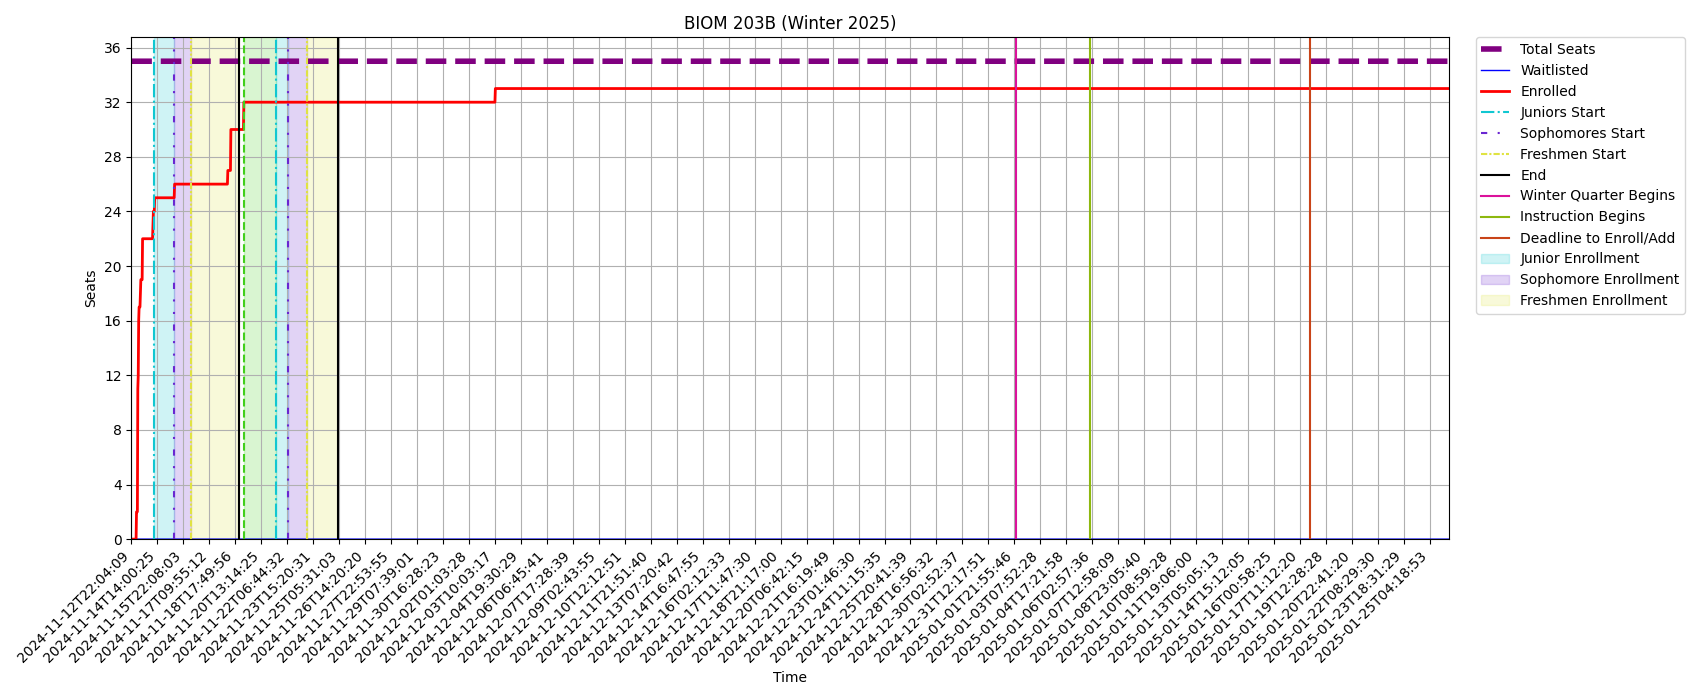 BIOM 203B (Winter 2025)
Seats
36
32
28
24
20
16
12
8
4
0
2024-11-12T22:04:09
2024-11-14T14:00:25
2024-11-15T22:08:03
2024-11-17T09:55:12
2024-11-18T17:49:56
2024-11-20T13:14:25
2024-11-22T06:44:32
2024-11-23T15:20:31
2024-11-25T05:31:03
2024-11-26T14:20:20
2024-11-27T22:53:55
2024-11-29T07:39:01
2024-11-30T16:28:23
2024-12-02T01:03:28
2024-12-03T10:03:17
2024-12-04T19:30:29
2024-12-06T06:45:41
2024-12-07T17:28:39
2024-12-09T02:43:55
2024-12-10T12:12:51
2024-12-11T21:51:40
2024-12-13T07:20:42
2024-12-14T16:47:55
2024-12-16T02:12:33
2024-12-17T11:47:30
2024-12-18T21:17:00
2024-12-20T06:42:15
2024-12-21T16:19:49
2024-12-23T01:46:30
2024-12-24T11:15:35
2024-12-25T20:41:39
2024-12-28T16:56:32
2024-12-30T02:52:37
2024-12-31T12:17:51
2025-01-01T21:55:46
2025-01-03T07:52:28
2025-01-04T17:21:58
2025-01-06T02:57:36
2025-01-07T12:58:09
2025-01-08T23:05:40
2025-01-10T08:59:28
2025-01-11T19:06:00
2025-01-13T05:05:13
2025-01-14T15:12:05
2025-01-16T00:58:25
2025-01-17T11:12:20
2025-01-19T12:28:28
2025-01-20T22:41:20
2025-01-22T08:29:30
2025-01-23T18:31:29
2025-01-25T04:18:53
Time
Total Seats
Waitlisted
Enrolled
Juniors Start
Sophomores Start
Freshmen Start
End
Winter Quarter Begins
Instruction Begins
Deadline to Enroll/Add
Junior Enrollment
Sophomore Enrollment
Freshmen Enrollment